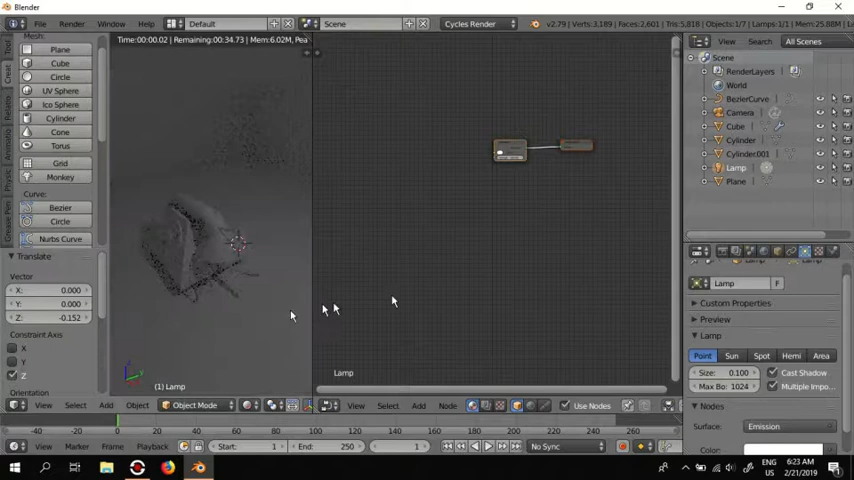 Blender
File Render Window Help Default Scene Cycles Render v2.79 | Verts:3,189 | Faces:2,601 | Tris:5,818 | Objects:1/7 | Lamps:1/1 | Mem:25.88M
Mesh:
Plane
Cube
Circle
UV Sphere
Ico Sphere
Cylinder
Cone
Torus
Grid
Monkey
Curve:
Bezier
Circle
Nurbs Curve
Translate
Vector
X: 0.000
Y: 0.000
Z: -0.152
Constraint Axis
X
Y
Z
Orientation
Time:00:00.02 | Remaining:00:34.73 | Mem:6.02M, Pea
(1) Lamp
Lamp
View Select Add Object Object Mode
View Select Add Node Use Nodes
View Search All Scenes
Scene
RenderLayers
World
BezierCurve
Camera
Cube
Cylinder
Cylinder.001
Lamp
Plane
Lamp F
Custom Properties
Preview
Lamp
Point Sun Spot Hemi Area
Size: 0.100 Cast Shadow
Max Bo: 1024 Multiple Impo...
Nodes
Surface: Emission
Color:
-40 -20 0 20 40 60 80 100 120 140 160 180 200 220 240 260
View Marker Frame Playback Start: 1 End: 250 1 No Sync
ENG 6:23 AM
US 2/21/2019